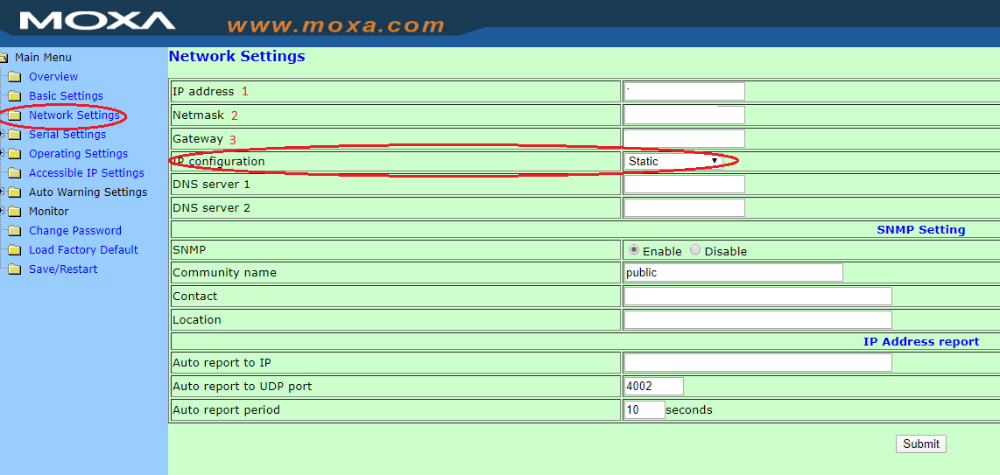 MOXA www.moxa.com
Main Menu
Overview
Basic Settings
Network Settings
Serial Settings
Operating Settings
Accessible IP Settings
Auto Warning Settings
Monitor
Change Password
Load Factory Default
Save/Restart
Network Settings
IP address 1
Netmask 2
Gateway 3
IP configuration Static
DNS server 1
DNS server 2
SNMP Setting
SNMP Enable Disable
Community name public
Contact
Location
IP Address report
Auto report to IP
Auto report to UDP port 4002
Auto report period 10 seconds
Submit